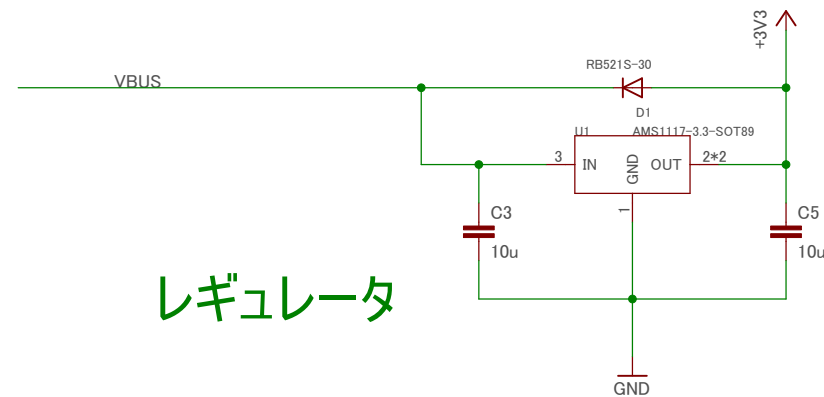 +3V3
RB521S-30
VBUS
D1
U1
AMS1117-3.3-SOT89
3
IN
GND
OUT
2*2
1
C3
10u
C5
10u
レギュレータ
GND